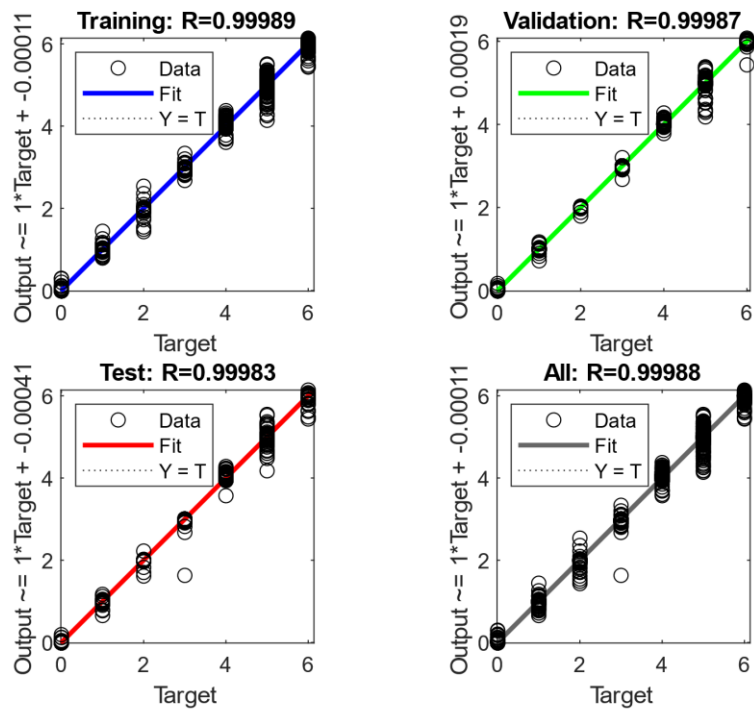 Training: R=0.99989
Output ~= 1*Target + -0.00011
6
4
2
0
Data
Fit
Y = T
0
2
4
6
Target
Validation: R=0.99987
Output ~= 1*Target + 0.00019
6
4
2
0
Data
Fit
Y = T
0
2
4
6
Target
Test: R=0.99983
Output ~= 1*Target + -0.00041
6
4
2
0
Data
Fit
Y = T
0
2
4
6
Target
All: R=0.99988
Output ~= 1*Target + -0.00011
6
4
2
0
Data
Fit
Y = T
0
2
4
6
Target